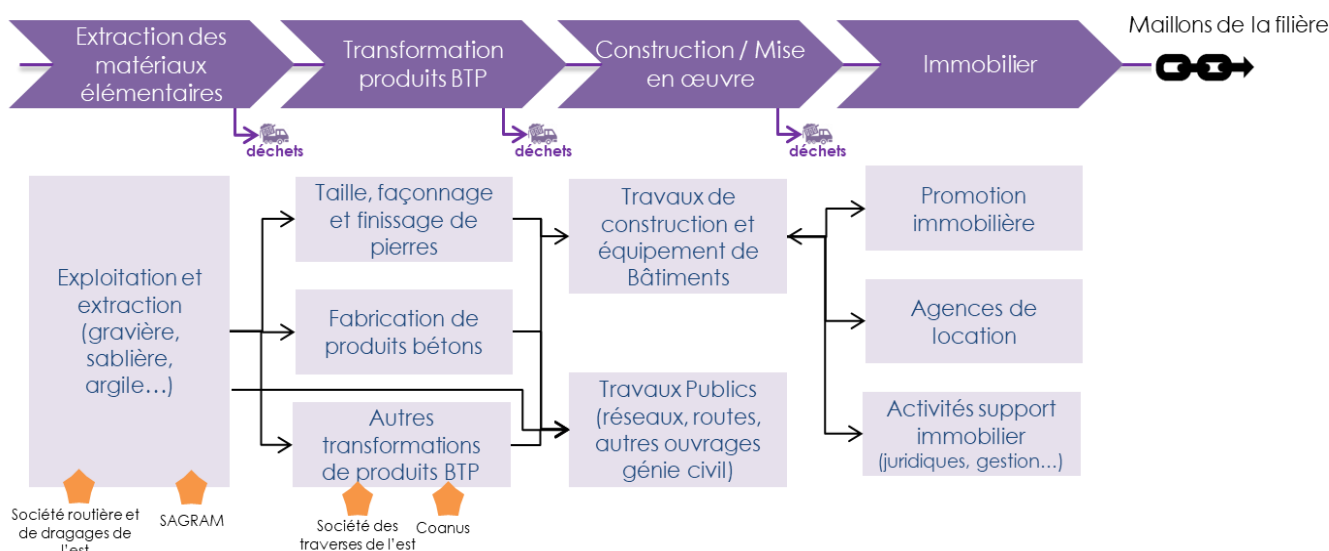 Extraction des
matériaux
élémentaires
Transformation
produits BTP
Construction / Mise
en œuvre
Immobilier
Maillons de la filière
déchets
déchets
déchets
Exploitation et
extraction
(gravière,
sablière,
argile…)
Taille, façonnage
et finissage de
pierres
Fabrication de
produits bétons
Autres
transformations
de produits BTP
Travaux de
construction et
équipement de
Bâtiments
Travaux Publics
(réseaux, routes,
autres ouvrages
génie civil)
Promotion
immobilière
Agences de
location
Activités support
immobilier
(juridiques, gestion…)
Société routière et
de dragages de
l'est
SAGRAM
Société des
traverses de l'est
Coanus